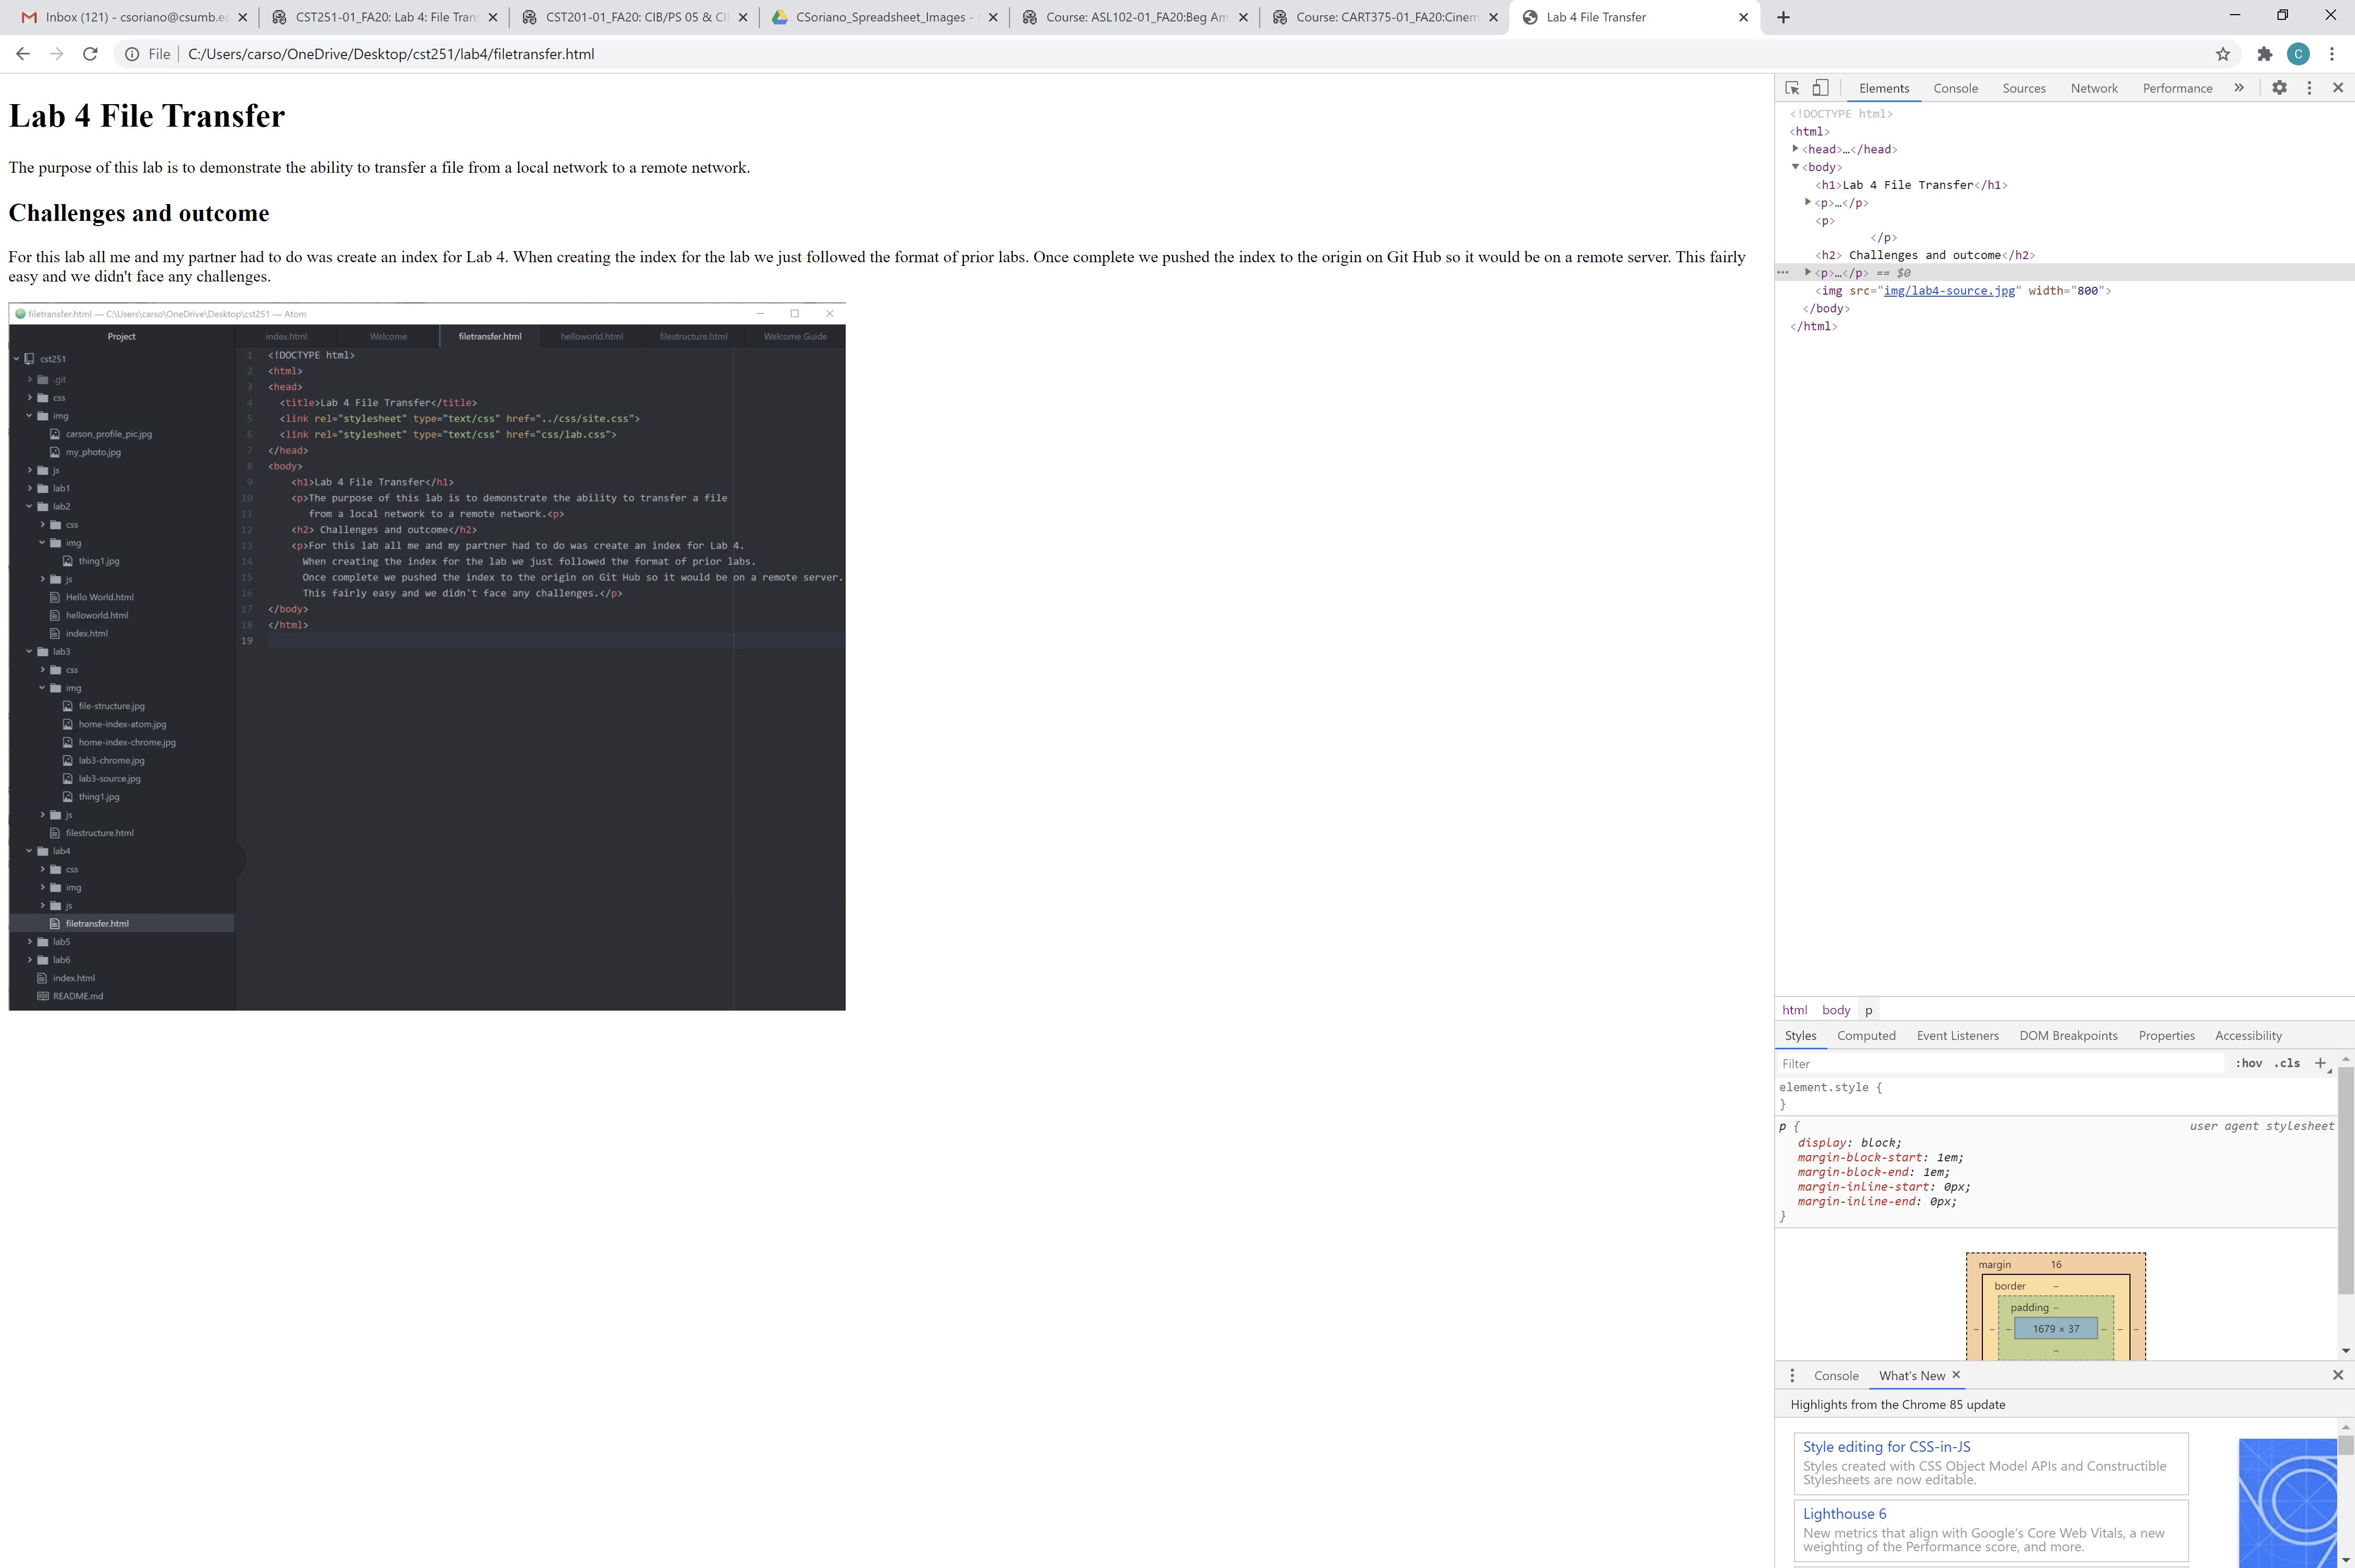 Inbox (121) - csoriano@csumb.e
CST251-01_FA20: Lab 4: File Tran
CST201-01_FA20: CIB/PS 05 & CI
CSoriano_Spreadsheet_Images -
Course: ASL102-01_FA20:Beg Am
Course: CART375-01_FA20:Cinem
Lab 4 File Transfer
File
C:/Users/carso/OneDrive/Desktop/cst251/lab4/filetransfer.html
C
Lab 4 File Transfer
The purpose of this lab is to demonstrate the ability to transfer a file from a local network to a remote network.
Challenges and outcome
For this lab all me and my partner had to do was create an index for Lab 4. When creating the index for the lab we just followed the format of prior labs. Once complete we pushed the index to the origin on Git Hub so it would be on a remote server. This fairly
easy and we didn't face any challenges.
filetransfer.html — C:\Users\carso\OneDrive\Desktop\cst251 — Atom
Project
index.html
Welcome
filetransfer.html
helloworld.html
filestructure.html
Welcome Guide
cst251
.git
css
img
carson_profile_pic.jpg
my_photo.jpg
js
lab1
lab2
css
img
thing1.jpg
js
Hello World.html
helloworld.html
index.html
lab3
css
img
file-structure.jpg
home-index-atom.jpg
home-index-chrome.jpg
lab3-chrome.jpg
lab3-source.jpg
thing1.jpg
js
filestructure.html
lab4
css
img
js
filetransfer.html
lab5
lab6
index.html
README.md
1 <!DOCTYPE html>
2 <html>
3 <head>
4 <title>Lab 4 File Transfer</title>
5 <link rel="stylesheet" type="text/css" href="../css/site.css">
6 <link rel="stylesheet" type="text/css" href="css/lab.css">
7 </head>
8 <body>
9 <h1>Lab 4 File Transfer</h1>
10 <p>The purpose of this lab is to demonstrate the ability to transfer a file
11 from a local network to a remote network.<p>
12 <h2> Challenges and outcome</h2>
13 <p>For this lab all me and my partner had to do was create an index for Lab 4.
14 When creating the index for the lab we just followed the format of prior labs.
15 Once complete we pushed the index to the origin on Git Hub so it would be on a remote server.
16 This fairly easy and we didn't face any challenges.</p>
17 </body>
18 </html>
19
Elements
Console
Sources
Network
Performance
<!DOCTYPE html>
<html>
<head>…</head>
<body>
<h1>Lab 4 File Transfer</h1>
<p>…</p>
<p>
</p>
<h2> Challenges and outcome</h2>
<p>…</p> == $0
<img src="img/lab4-source.jpg" width="800">
</body>
</html>
html body p
Styles
Computed
Event Listeners
DOM Breakpoints
Properties
Accessibility
Filter
:hov .cls +
element.style {
}
p { user agent stylesheet
display: block;
margin-block-start: 1em;
margin-block-end: 1em;
margin-inline-start: 0px;
margin-inline-end: 0px;
}
margin 16
border –
padding –
– – – 1679 × 37 – – –
–
Console
What's New
Highlights from the Chrome 85 update
Style editing for CSS-in-JS
Styles created with CSS Object Model APIs and Constructible
Stylesheets are now editable.
Lighthouse 6
New metrics that align with Google's Core Web Vitals, a new
weighting of the Performance score, and more.